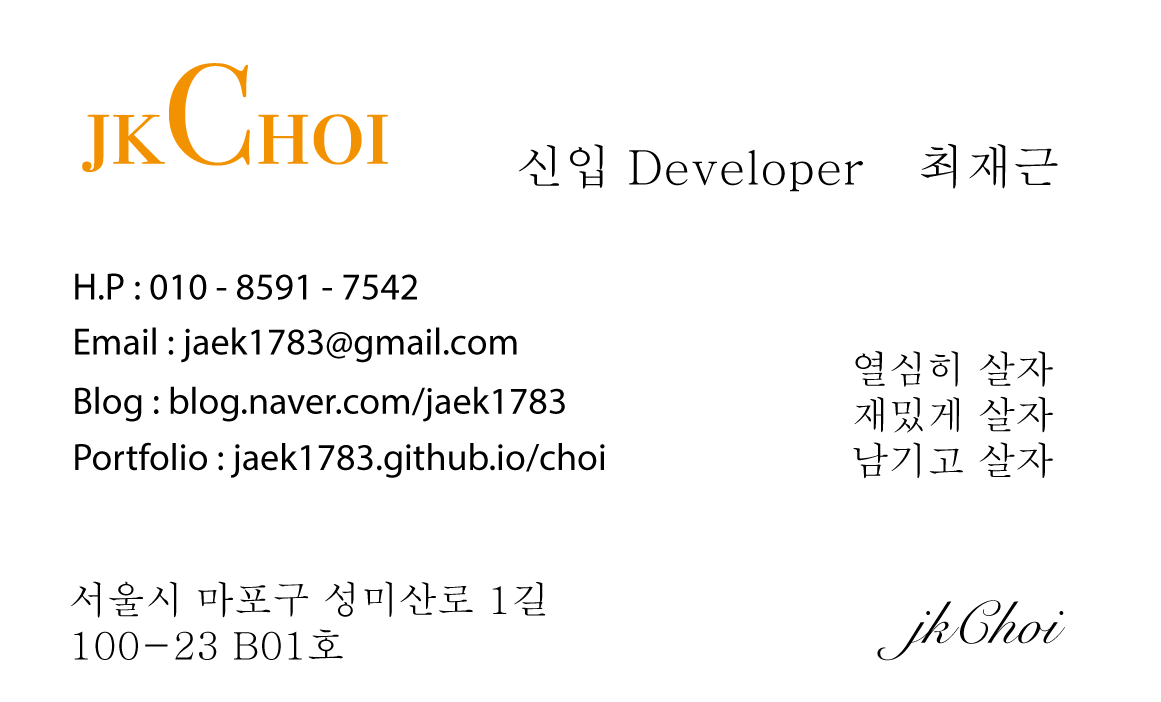 JKCHOI
신입 Developer 최재근
H.P : 010 - 8591 - 7542
Email : jaek1783@gmail.com
Blog : blog.naver.com/jaek1783
Portfolio : jaek1783.github.io/choi
열심히 살자
재밌게 살자
남기고 살자
서울시 마포구 성미산로 1길
100-23 B01호
jkChoi